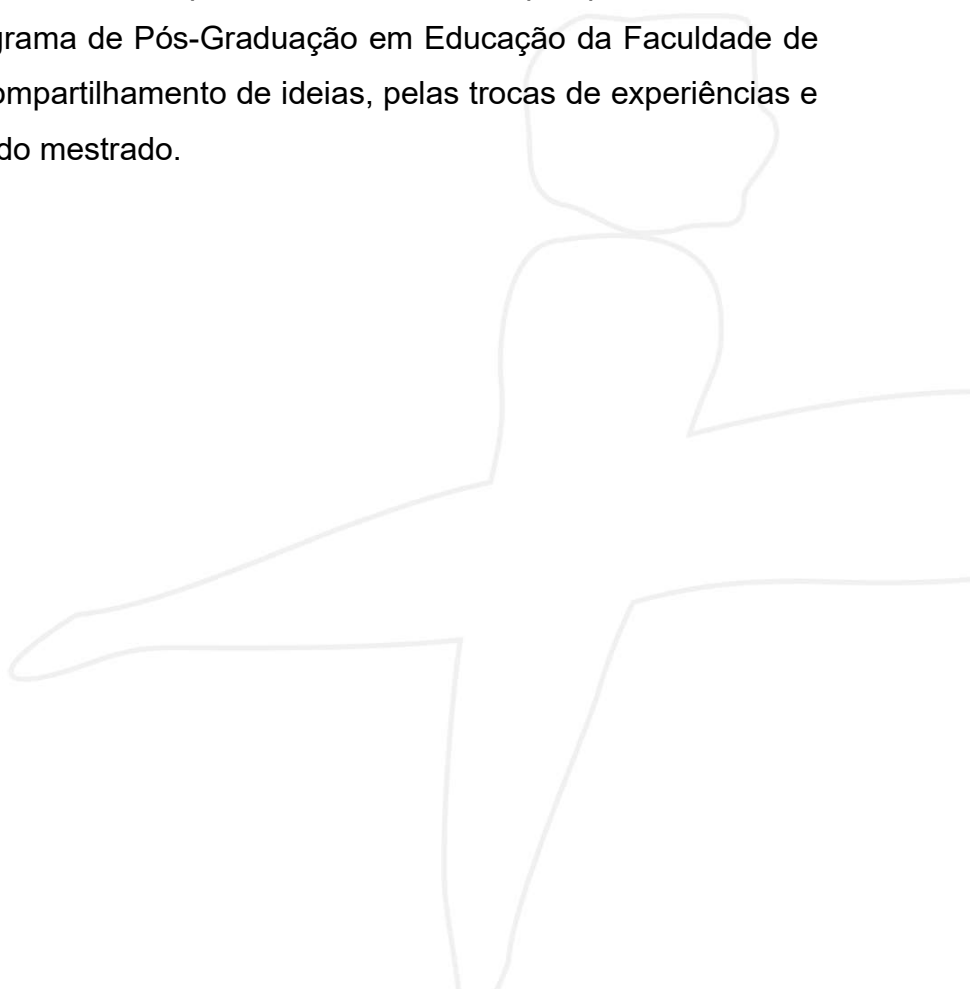 grama de Pós-Graduação em Educação da Faculdade de
ompartilhamento de ideias, pelas trocas de experiências e
do mestrado.